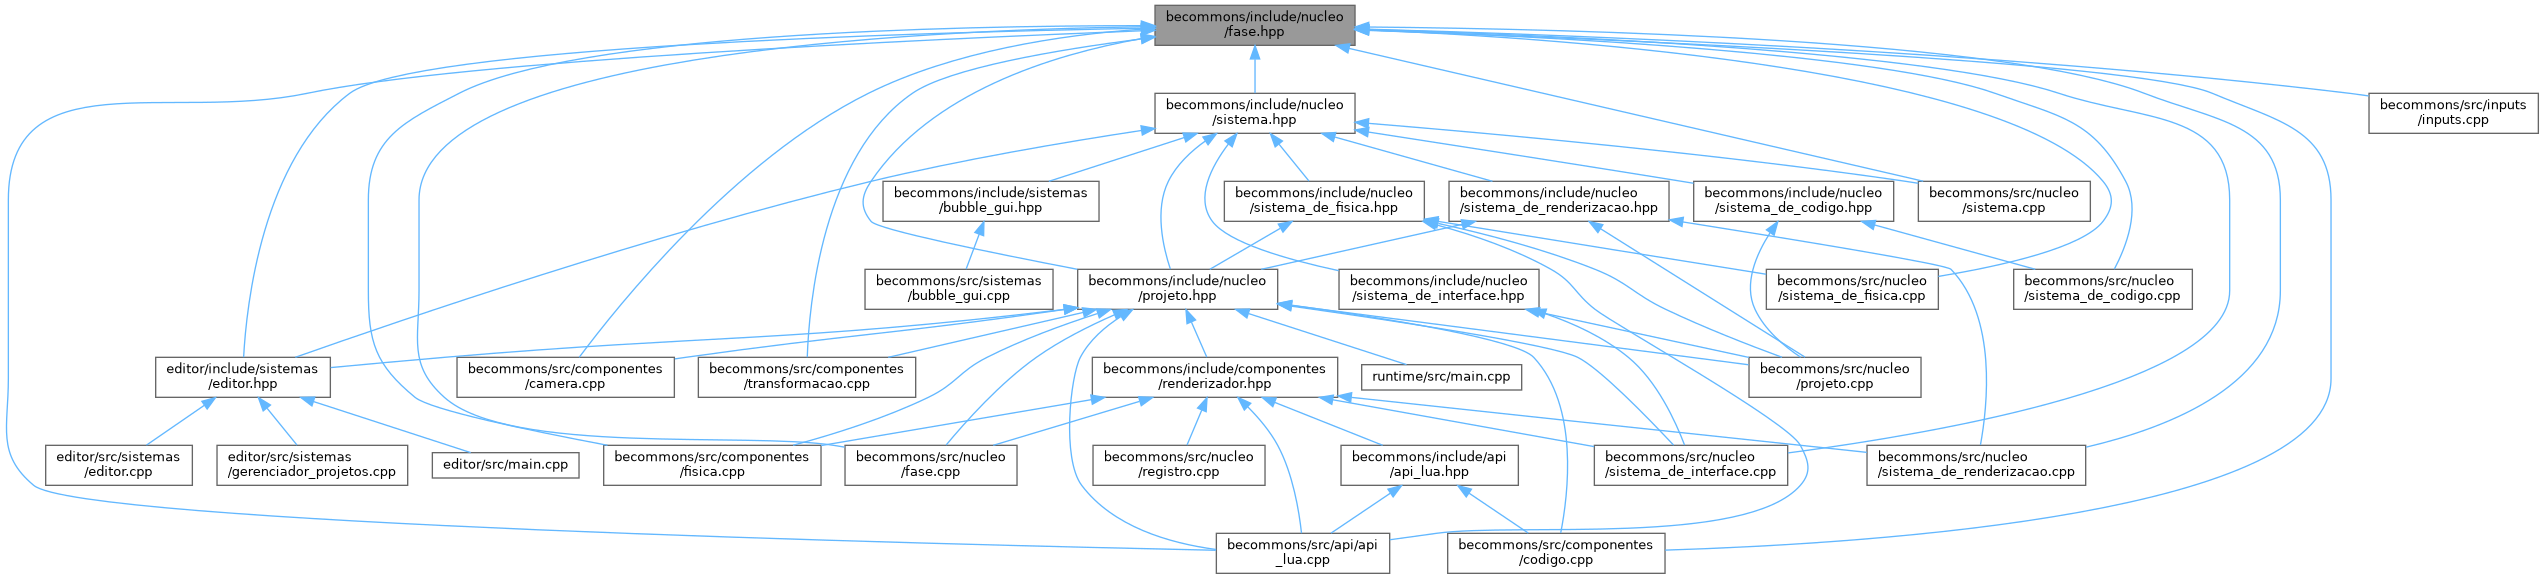 becommons/include/nucleo
/fase.hpp
becommons/include/nucleo
/sistema.hpp
becommons/src/inputs
/inputs.cpp
becommons/include/sistemas
/bubble_gui.hpp
becommons/include/nucleo
/sistema_de_fisica.hpp
becommons/include/nucleo
/sistema_de_renderizacao.hpp
becommons/include/nucleo
/sistema_de_codigo.hpp
becommons/src/nucleo
/sistema.cpp
becommons/src/sistemas
/bubble_gui.cpp
becommons/include/nucleo
/projeto.hpp
becommons/include/nucleo
/sistema_de_interface.hpp
becommons/src/nucleo
/sistema_de_fisica.cpp
becommons/src/nucleo
/sistema_de_codigo.cpp
editor/include/sistemas
/editor.hpp
becommons/src/componentes
/camera.cpp
becommons/src/componentes
/transformacao.cpp
becommons/include/componentes
/renderizador.hpp
runtime/src/main.cpp
becommons/src/nucleo
/projeto.cpp
editor/src/sistemas
/editor.cpp
editor/src/sistemas
/gerenciador_projetos.cpp
editor/src/main.cpp
becommons/src/componentes
/fisica.cpp
becommons/src/nucleo
/fase.cpp
becommons/src/nucleo
/registro.cpp
becommons/include/api
/api_lua.hpp
becommons/src/nucleo
/sistema_de_interface.cpp
becommons/src/nucleo
/sistema_de_renderizacao.cpp
becommons/src/api/api
_lua.cpp
becommons/src/componentes
/codigo.cpp